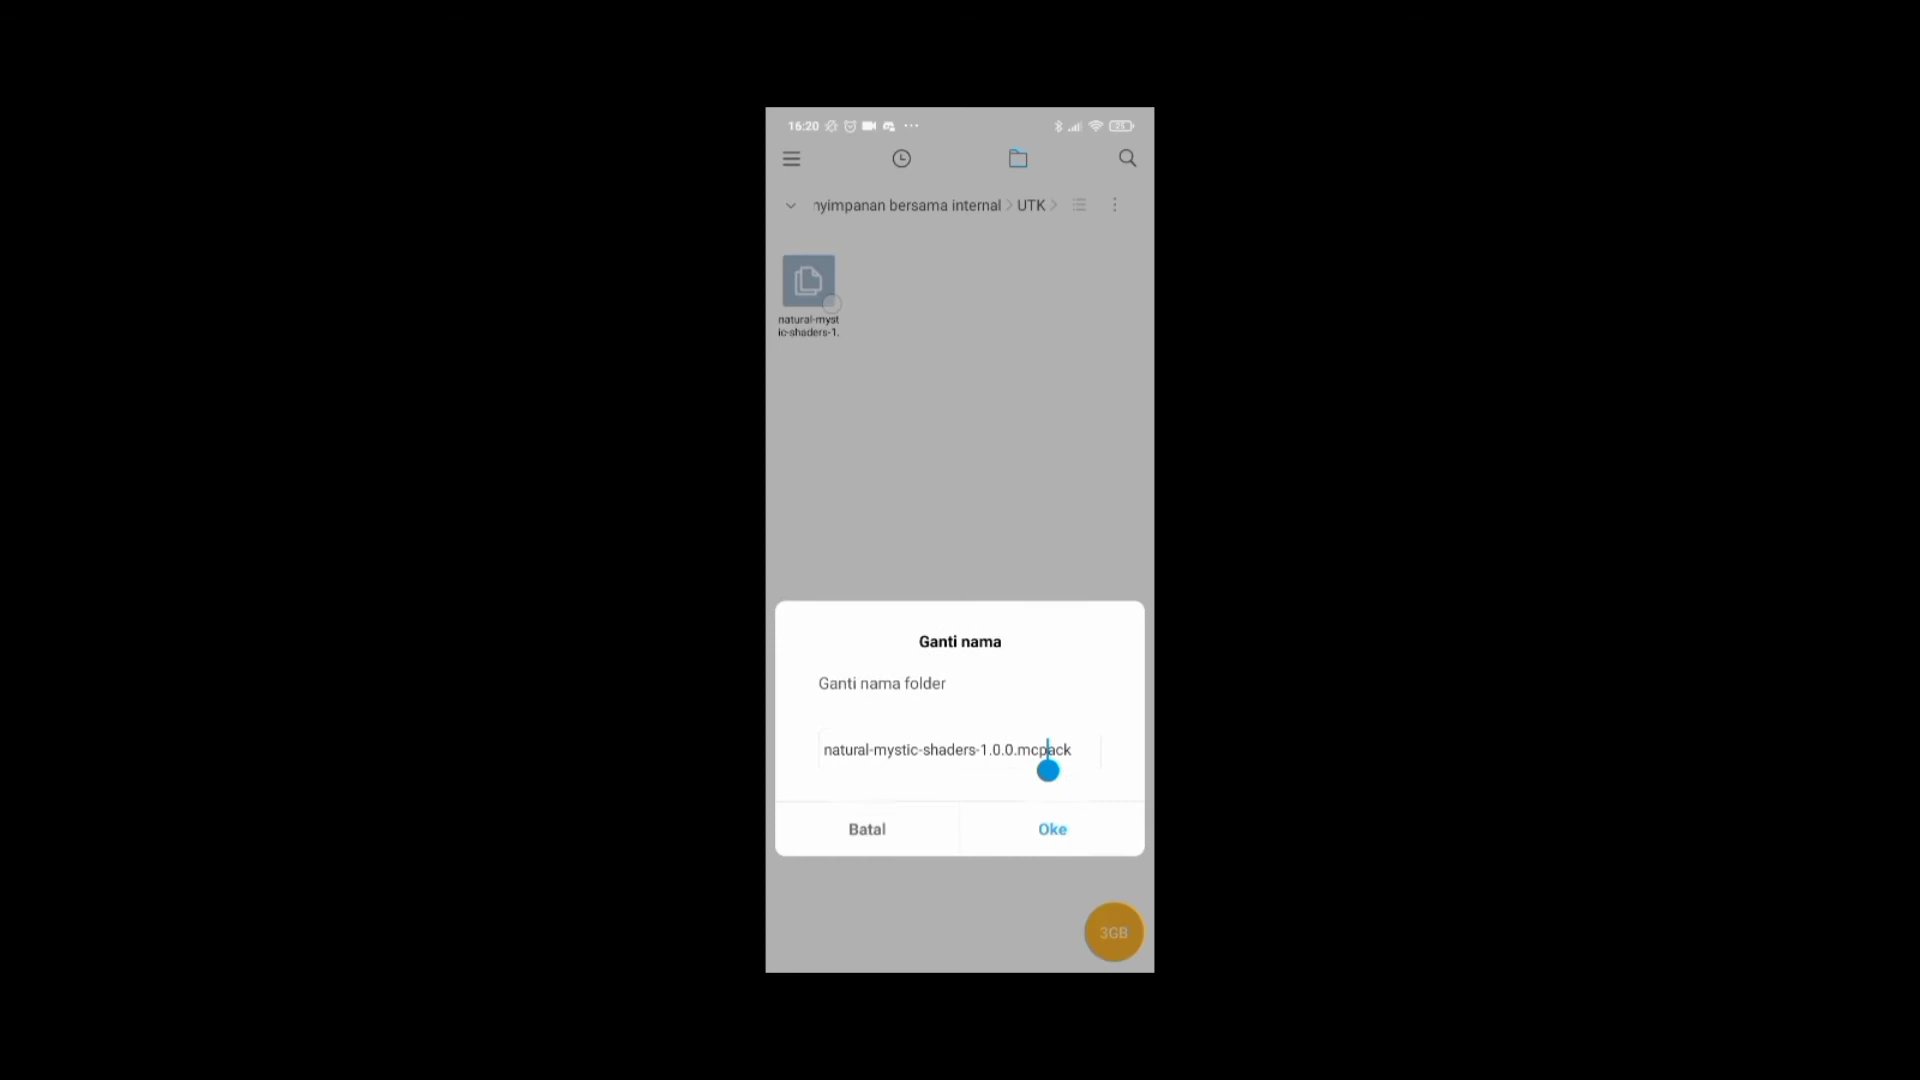 16:20
25
nyimpanan bersama internal
UTK
natural-myst
ic-shaders-1.
Ganti nama
Ganti nama folder
natural-mystic-shaders-1.0.0.mcpack
Batal
Oke
3GB